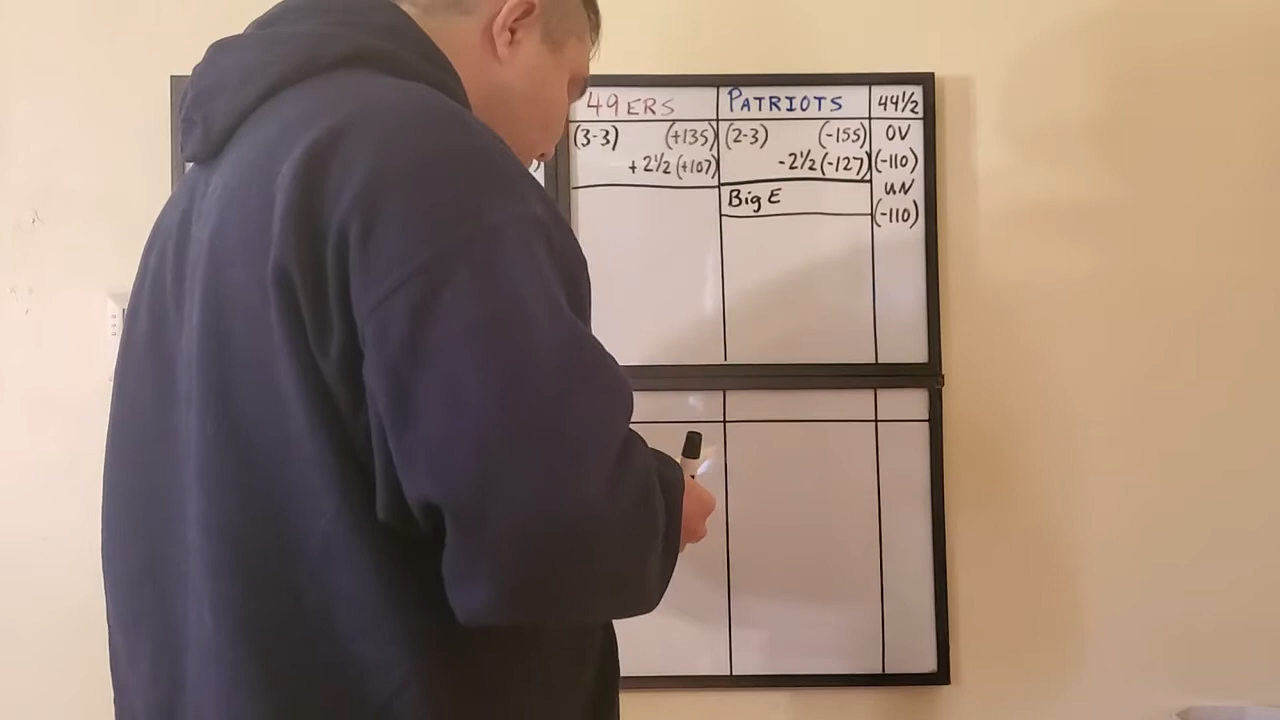 49ERS PATRIOTS 44½
(3-3) (+135) (2-3) (-155) OV
+2½ (+107) -2½ (-127) (-110)
Big E UN
(-110)